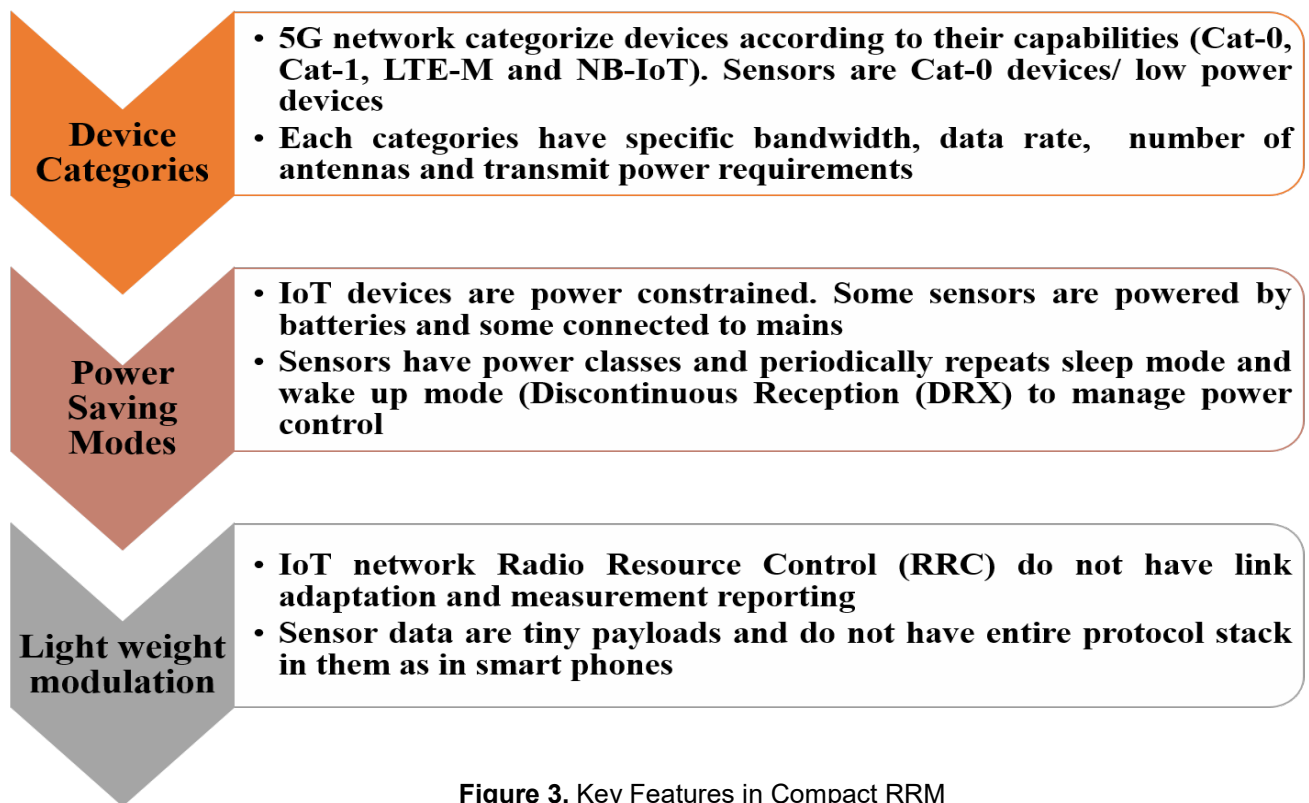 Device
Categories
• 5G network categorize devices according to their capabilities (Cat-0,
Cat-1, LTE-M and NB-IoT). Sensors are Cat-0 devices/ low power
devices
• Each categories have specific bandwidth, data rate, number of
antennas and transmit power requirements
Power
Saving
Modes
• IoT devices are power constrained. Some sensors are powered by
batteries and some connected to mains
• Sensors have power classes and periodically repeats sleep mode and
wake up mode (Discontinuous Reception (DRX) to manage power
control
Light weight
modulation
• IoT network Radio Resource Control (RRC) do not have link
adaptation and measurement reporting
• Sensor data are tiny payloads and do not have entire protocol stack
in them as in smart phones
Figure 3. Key Features in Compact RRM